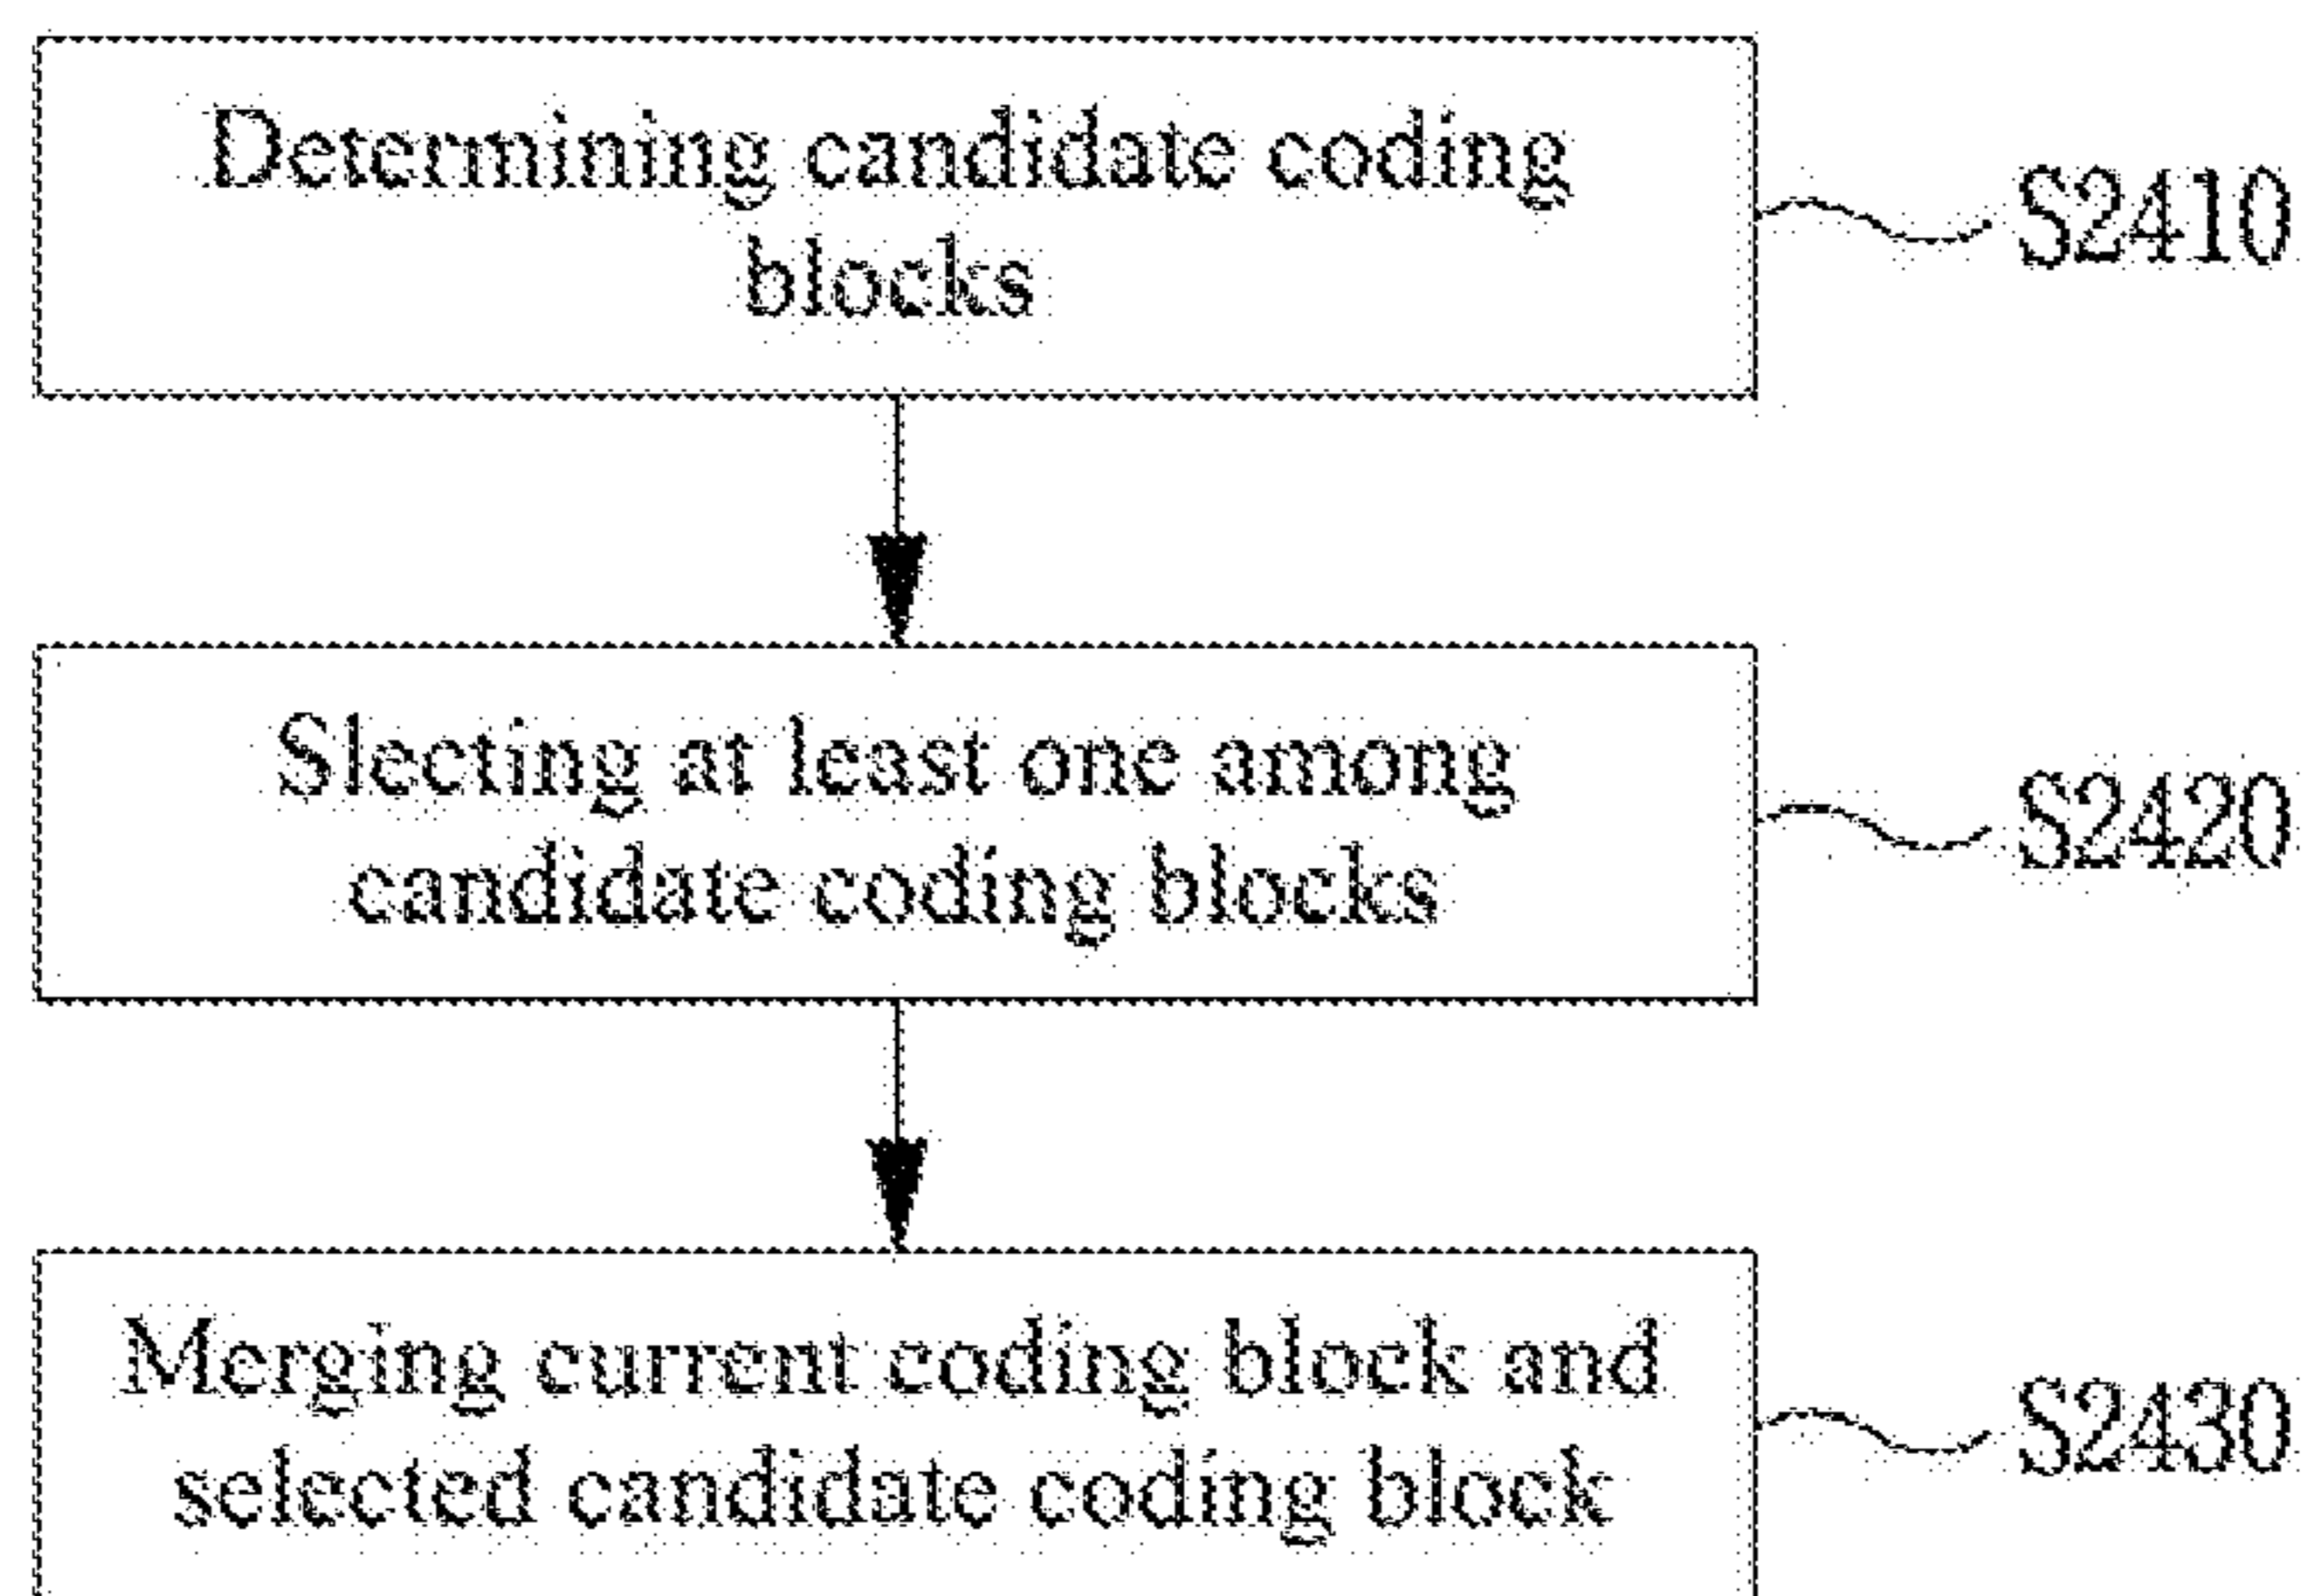 Determining candidate coding
blocks
S2410
Slecting at least one among
candidate coding blocks
S2420
Merging current coding block and
selected candidate coding block
S2430